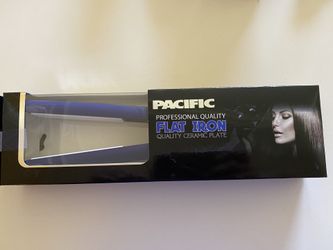 PACIFIC
PROFESSIONAL QUALITY
FLAT IRON
QUALITY CERAMIC PLATE